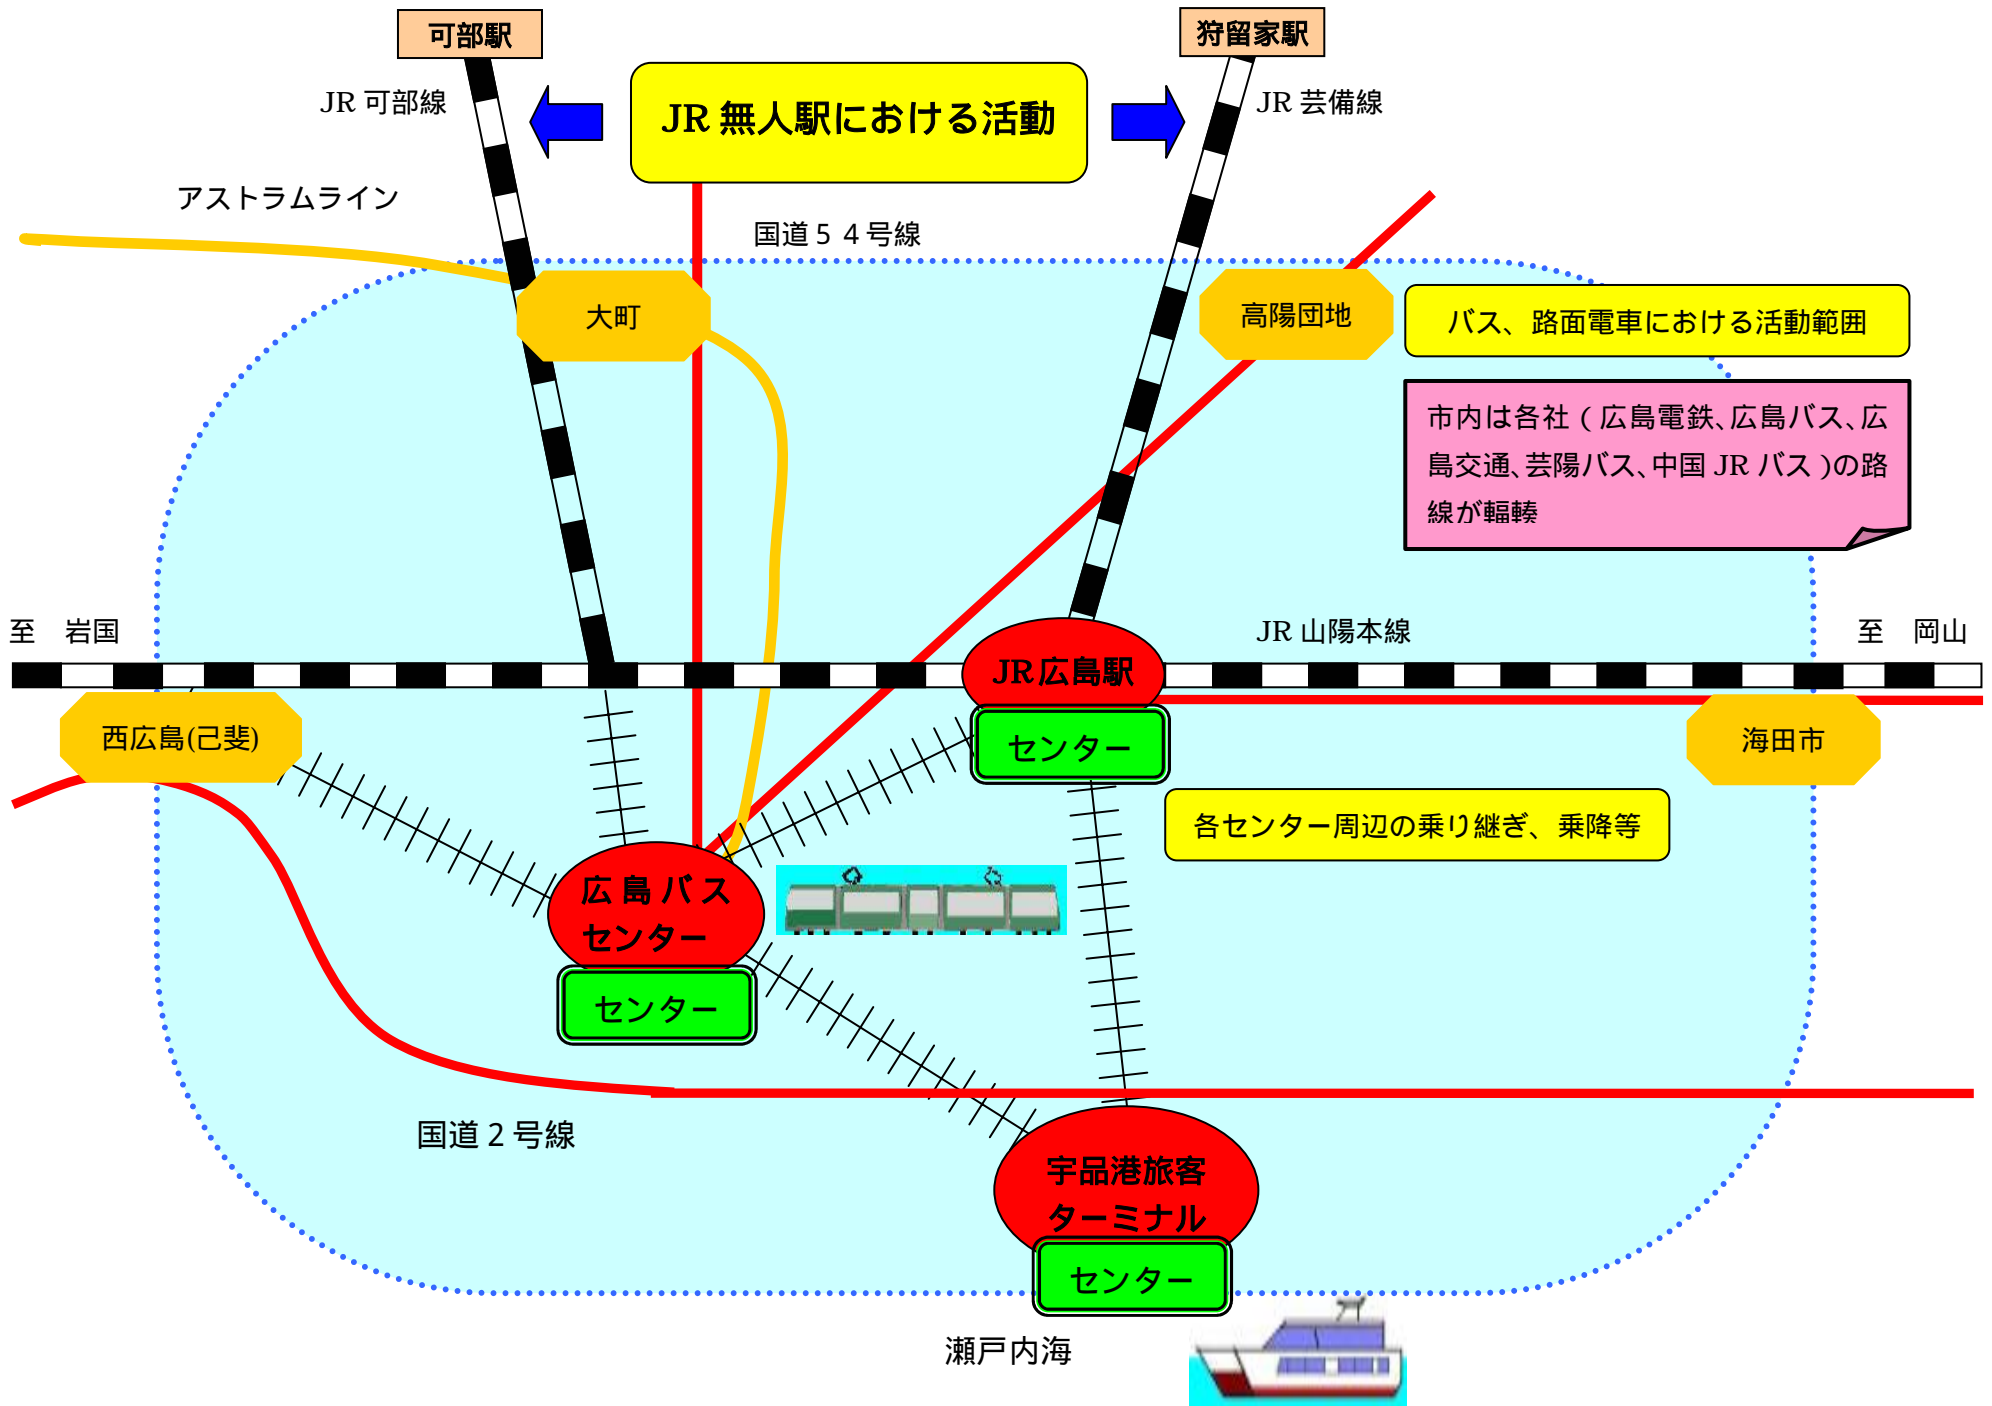 可部駅
狩留家駅
JR 可部線
JR 無人駅における活動
JR 芸備線
アストラムライン
国道５４号線
大町
高陽団地
バス、路面電車における活動範囲
市内は各社（広島電鉄、広島バス、広
島交通、芸陽バス、中国 JR バス）の路
線が輻輳
至　岩国
JR 山陽本線
至　岡山
JR広島駅
西広島(己斐)
センター
海田市
各センター周辺の乗り継ぎ、乗降等
広島バス
センター
センター
国道２号線
宇品港旅客
ターミナル
センター
瀬戸内海